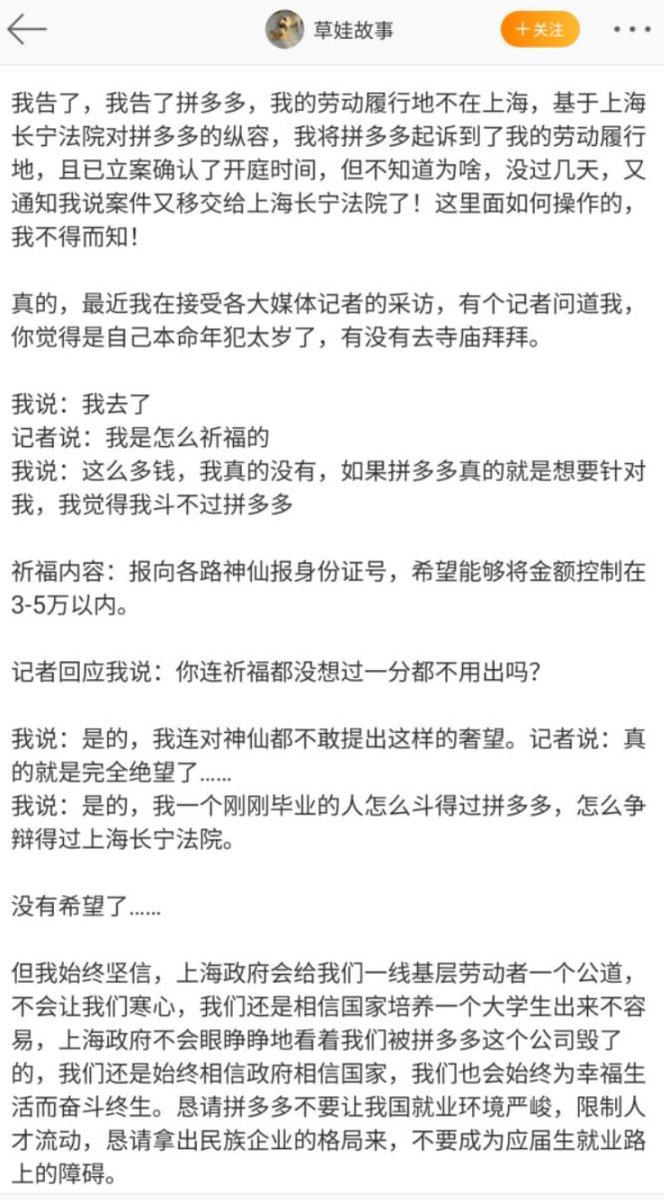 草娃故事
+关注
我告了，我告了拼多多，我的劳动履行地不在上海，基于上海
长宁法院对拼多多的纵容，我将拼多多起诉到了我的劳动履行
地，且已立案确认了开庭时间，但不知道为啥，没过几天，又
通知我说案件又移交给上海长宁法院了！这里面如何操作的，
我不得而知！
真的，最近我在接受各大媒体记者的采访，有个记者问道我，
你觉得是自己本命年犯太岁了，有没有去寺庙拜拜。
我说：我去了
记者说：我是怎么祈福的
我说：这么多钱，我真的没有，如果拼多多真的就是想要针对
我，我觉得我斗不过拼多多
祈福内容：报向各路神仙报身份证号，希望能够将金额控制在
3-5万以内。
记者回应我说：你连祈福都没想过一分都不用出吗？
我说：是的，我连对神仙都不敢提出这样的奢望。记者说：真
的就是完全绝望了……
我说：是的，我一个刚刚毕业的人怎么斗得过拼多多，怎么争
辩得过上海长宁法院。
没有希望了……
但我始终坚信，上海政府会给我们一线基层劳动者一个公道，
不会让我们寒心，我们还是相信国家培养一个大学生出来不容
易，上海政府不会眼睁睁地看着我们被拼多多这个公司毁了
的，我们还是始终相信政府相信国家，我们也会始终为幸福生
活而奋斗终生。恳请拼多多不要让我国就业环境严峻，限制人
才流动，恳请拿出民族企业的格局来，不要成为应届生就业路
上的障碍。